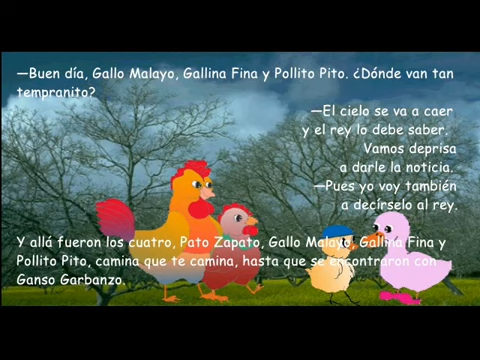 —Buen día, Gallo Malayo, Gallina Fina y Pollito Pito. ¿Dónde van tan
tempranito?
—El cielo se va a caer
y el rey lo debe saber.
Vamos deprisa
a darle la noticia.
—Pues yo voy también
a decírselo al rey.
Y allá fueron los cuatro, Pato Zapato, Gallo Malayo, Gallina Fina y
Pollito Pito, camina que te camina, hasta que se encontraron con
Ganso Garbanzo.